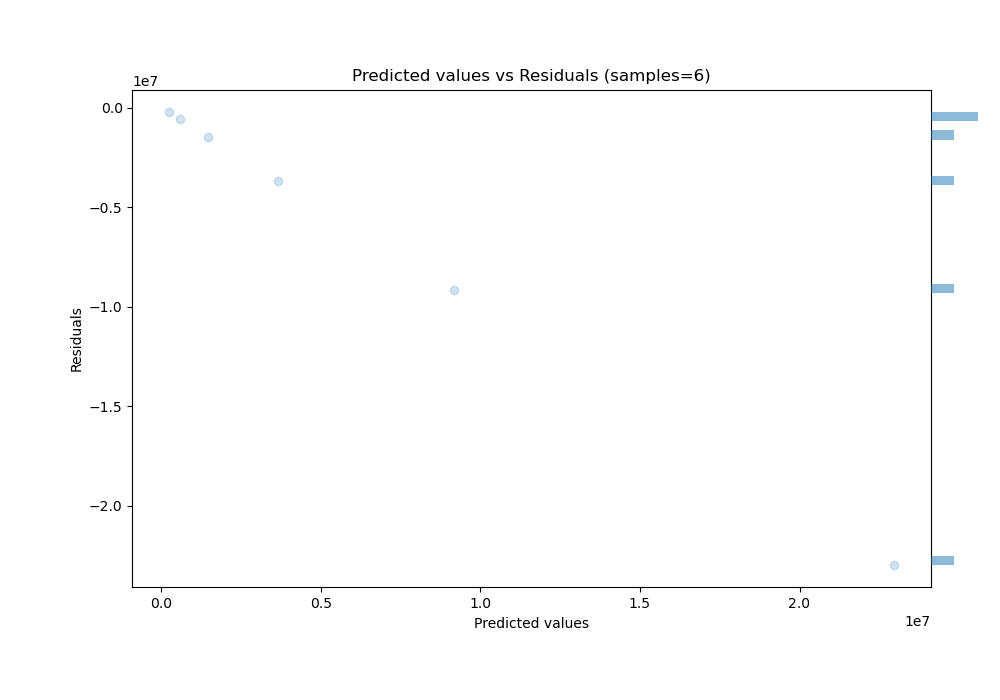 Predicted values vs Residuals (samples=6)
1e7
0.0
−0.5
−1.0
−1.5
−2.0
Residuals
0.0 0.5 1.0 1.5 2.0
1e7
Predicted values